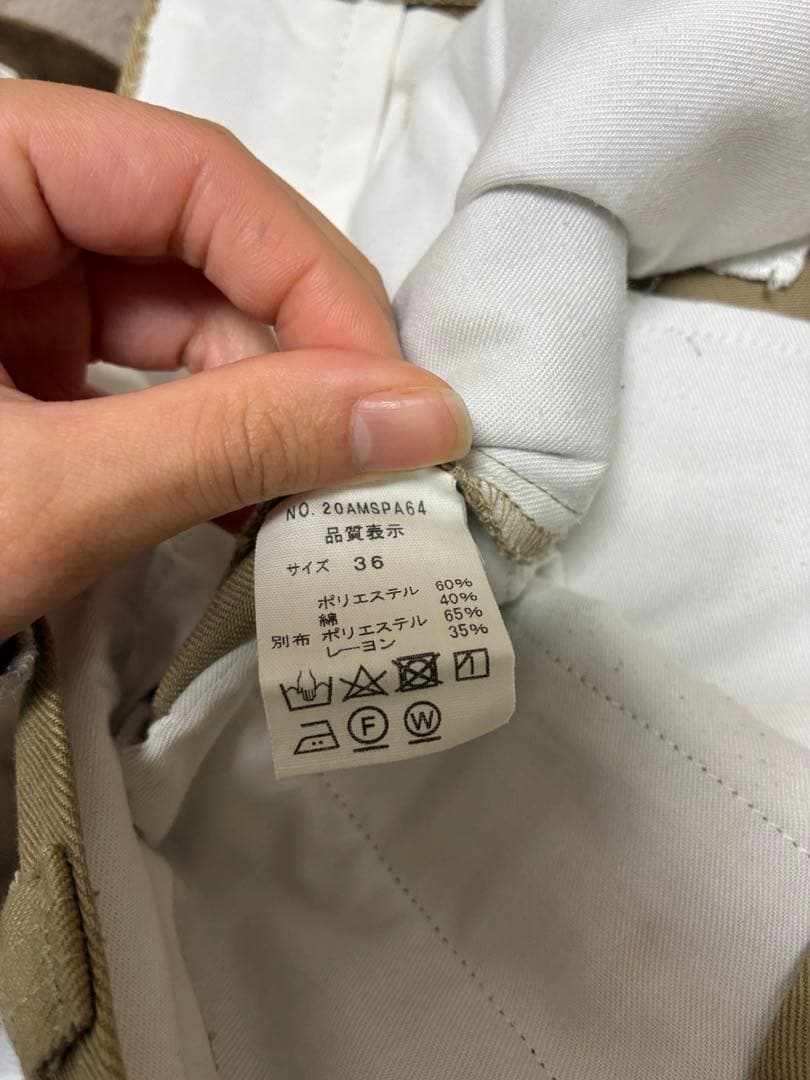 NO. 20AMSPA64
品質表示
サイズ 36
ポリエステル 60%
綿 40%
別布 ポリエステル 65%
レーヨン 35%
F W